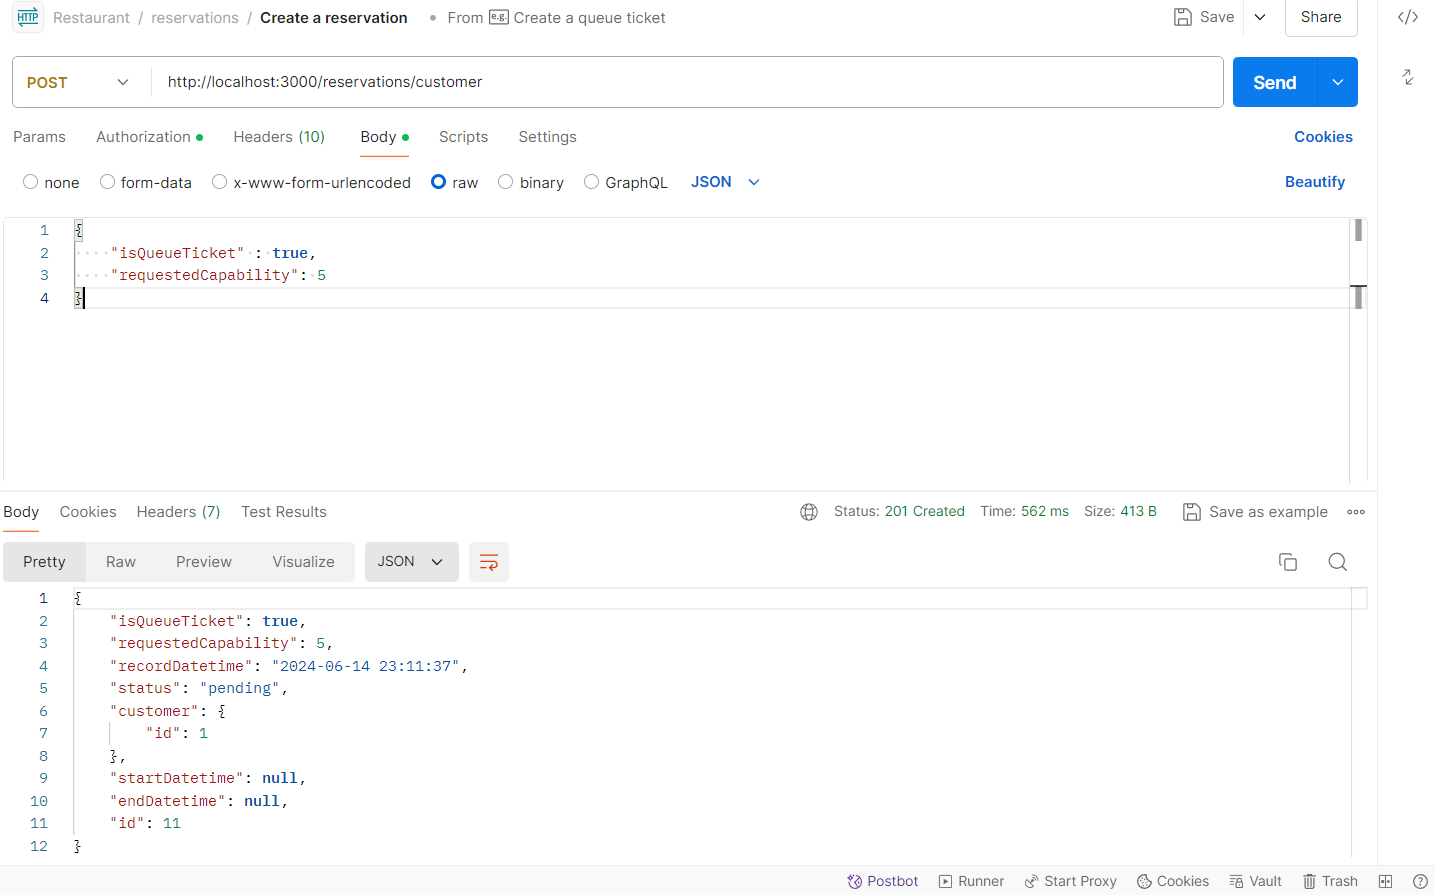 HTTP Restaurant / reservations / Create a reservation From e.g. Create a queue ticket Save Share
POST http://localhost:3000/reservations/customer Send
Params Authorization Headers (10) Body Scripts Settings Cookies
none form-data x-www-form-urlencoded raw binary GraphQL JSON Beautify
1 {
2 "isQueueTicket" : true,
3 "requestedCapability": 5
4 }
Body Cookies Headers (7) Test Results Status: 201 Created Time: 562 ms Size: 413 B Save as example
Pretty Raw Preview Visualize JSON
1 {
2 "isQueueTicket": true,
3 "requestedCapability": 5,
4 "recordDatetime": "2024-06-14 23:11:37",
5 "status": "pending",
6 "customer": {
7 "id": 1
8 },
9 "startDatetime": null,
10 "endDatetime": null,
11 "id": 11
12 }
Postbot Runner Start Proxy Cookies Vault Trash